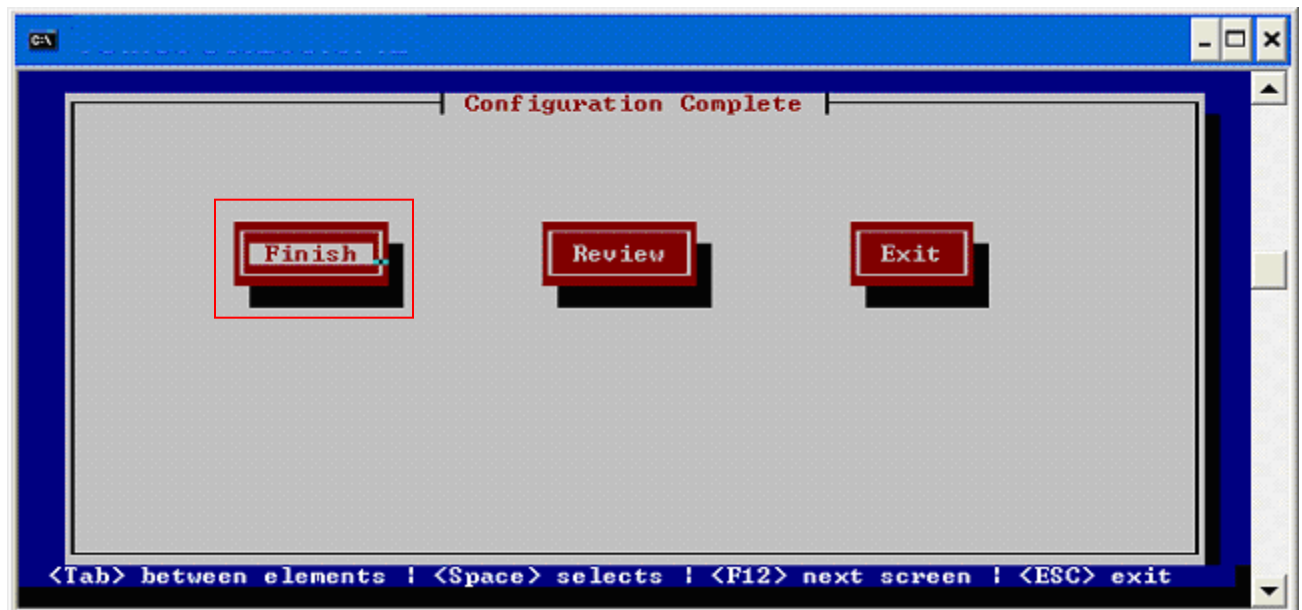 C:\
Configuration Complete
Finish Review Exit
<Tab> between elements | <Space> selects | <F12> next screen | <ESC> exit